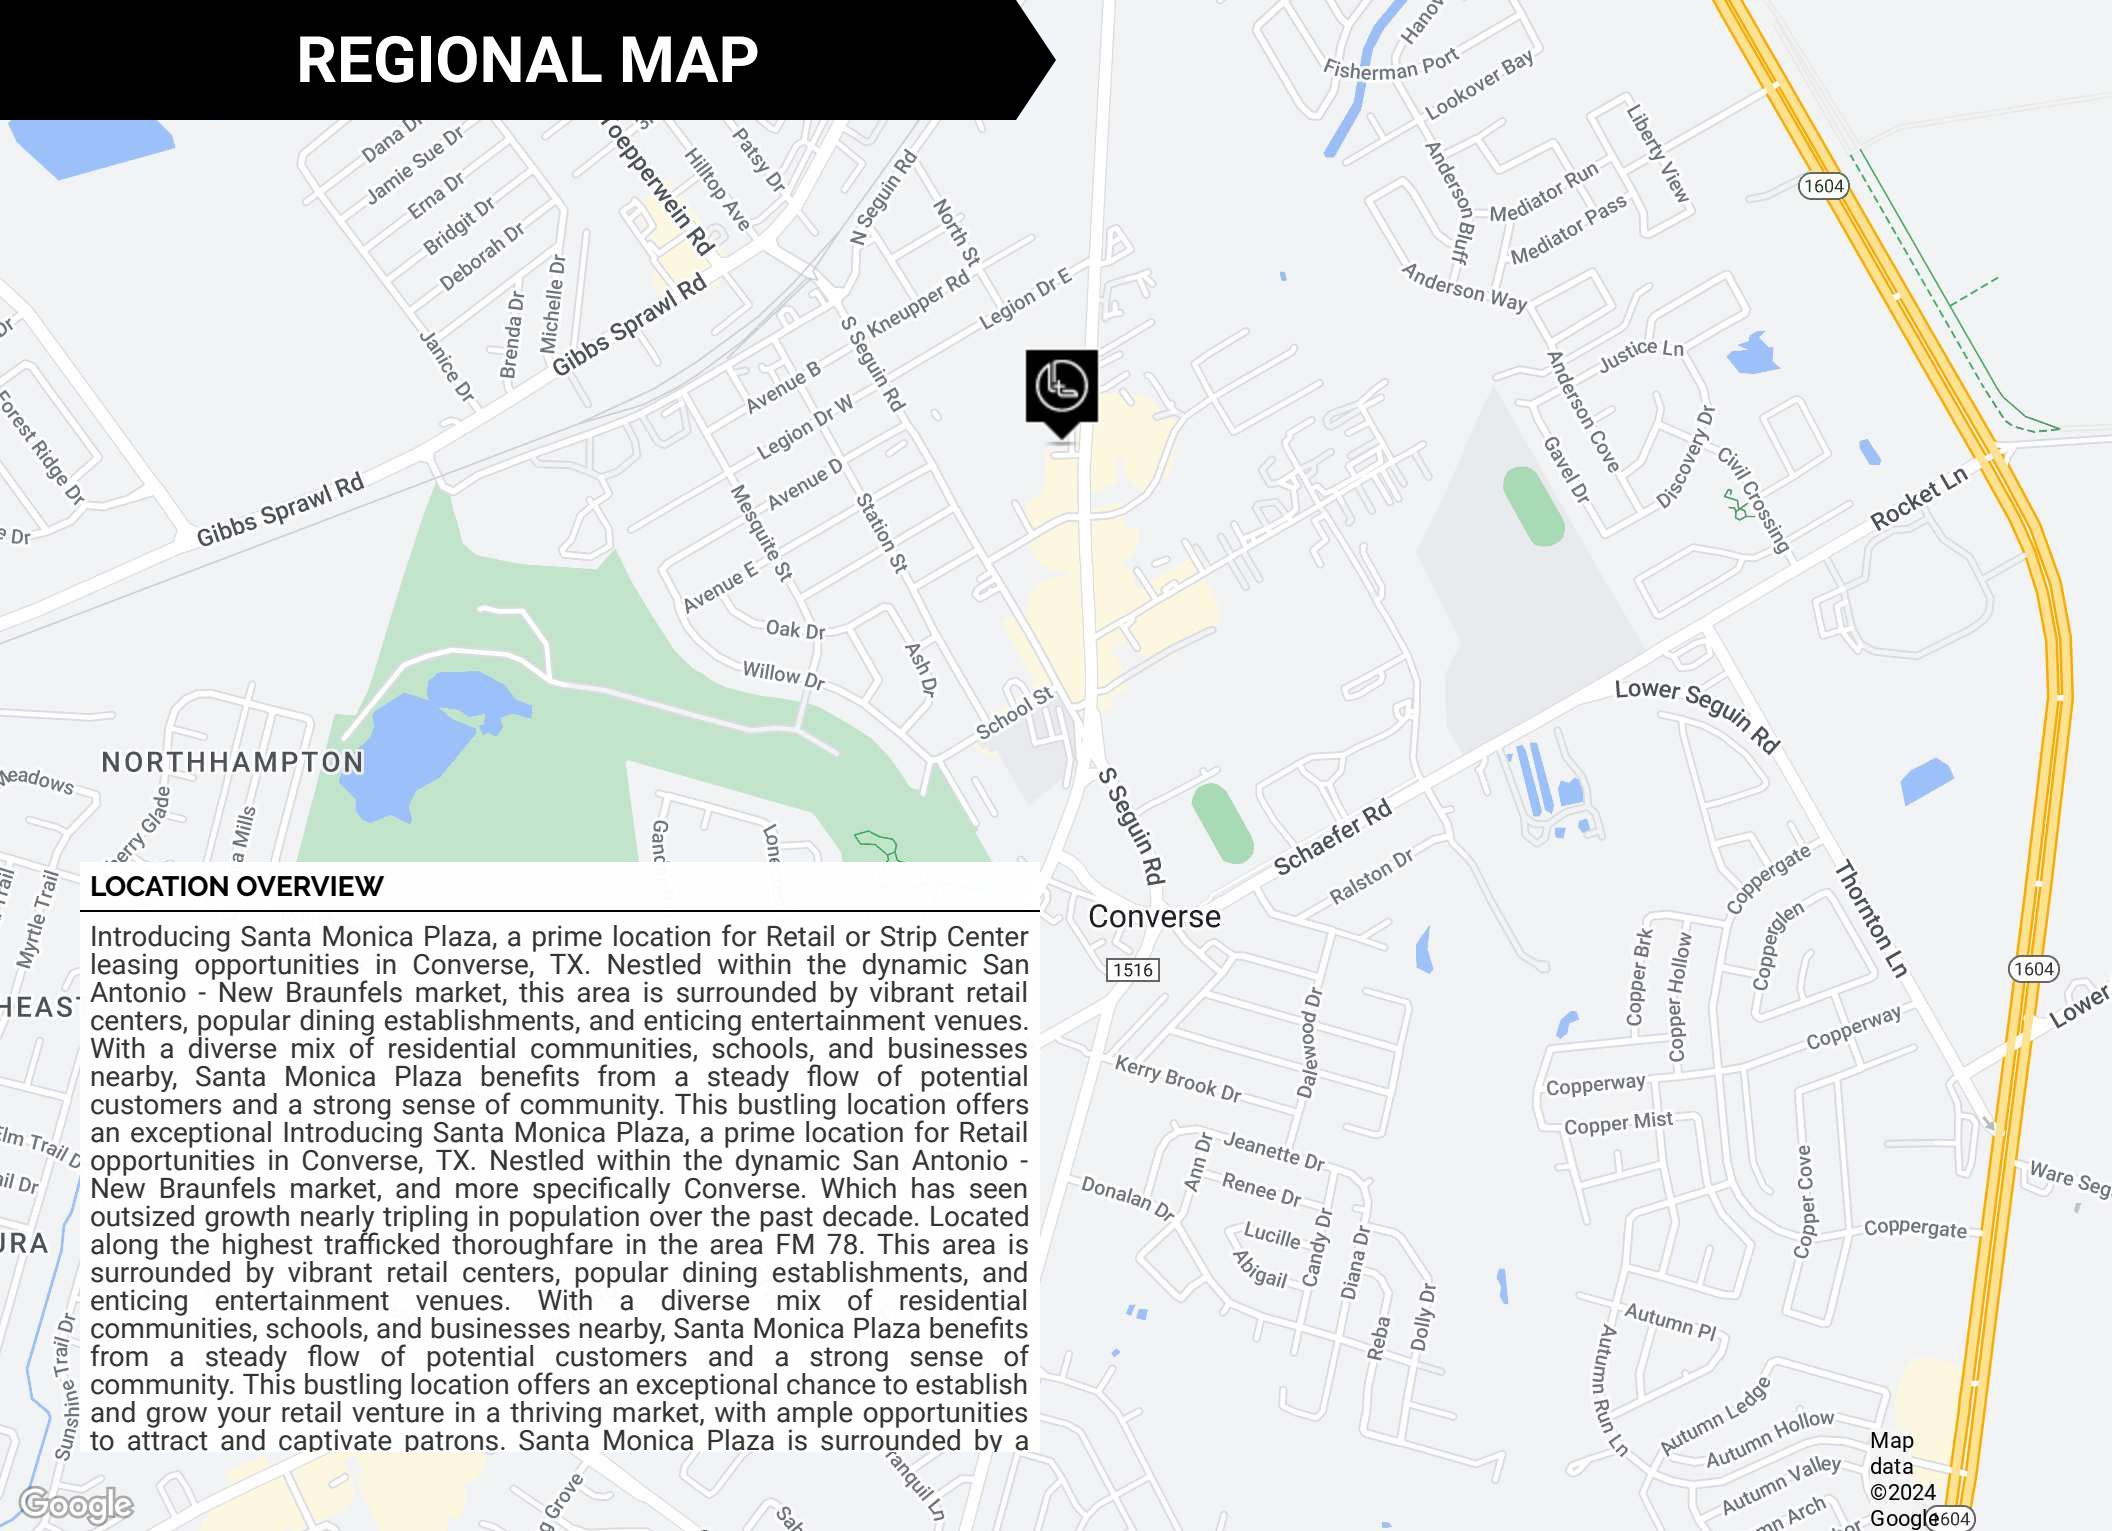 REGIONAL MAP
Fisherman Port
Lookover Bay
Liberty View
Dana Dr
Jamie Sue Dr
Erna Dr
Bridgit Dr
Deborah Dr
Toepperwein Rd
Hilltop Ave
Patsy Dr
N Seguin Rd
North St
Anderson Bluff
Mediator Run
Mediator Pass
1604
Anderson Way
Michelle Dr
Brenda Dr
Janice Dr
Gibbs Sprawl Rd
S Seguin Rd
Kneupper Rd
Legion Dr E
Justice Ln
Anderson Cove
Avenue B
Legion Dr W
Avenue D
Forest Ridge Dr
Gavel Dr
Discovery Dr
Civil Crossing
Rocket Ln
Gibbs Sprawl Rd
Mesquite St
Station St
Avenue E
Oak Dr
Willow Dr
Ash Dr
School St
Lower Seguin Rd
NORTHHAMPTON
Meadows
S Seguin Rd
Schaefer Rd
Ralston Dr
Myrtle Trail
Coppergate
Thornton Ln
Copperglen
Converse
1516
Copper Brk
Copper Hollow
1604
Lower
Dalewood Dr
Copperway
Kerry Brook Dr
Copperway
Copper Mist
Jeanette Dr
Ann Dr
Renee Dr
Donalan Dr
Lucille
Abigail
Candy Dr
Diana Dr
Copper Cove
Coppergate
Reba
Dolly Dr
Autumn Pl
Autumn Run Ln
Autumn Ledge
Autumn Hollow
Autumn Valley
Sunshine Trail Dr
LOCATION OVERVIEW
Introducing Santa Monica Plaza, a prime location for Retail or Strip Center
leasing opportunities in Converse, TX. Nestled within the dynamic San
Antonio - New Braunfels market, this area is surrounded by vibrant retail
centers, popular dining establishments, and enticing entertainment venues.
With a diverse mix of residential communities, schools, and businesses
nearby, Santa Monica Plaza benefits from a steady flow of potential
customers and a strong sense of community. This bustling location offers
an exceptional Introducing Santa Monica Plaza, a prime location for Retail
opportunities in Converse, TX. Nestled within the dynamic San Antonio -
New Braunfels market, and more specifically Converse. Which has seen
outsized growth nearly tripling in population over the past decade. Located
along the highest trafficked thoroughfare in the area FM 78. This area is
surrounded by vibrant retail centers, popular dining establishments, and
enticing entertainment venues. With a diverse mix of residential
communities, schools, and businesses nearby, Santa Monica Plaza benefits
from a steady flow of potential customers and a strong sense of
community. This bustling location offers an exceptional chance to establish
and grow your retail venture in a thriving market, with ample opportunities
to attract and captivate patrons. Santa Monica Plaza is surrounded by a
Google
Map
data
©2024
Google
1604